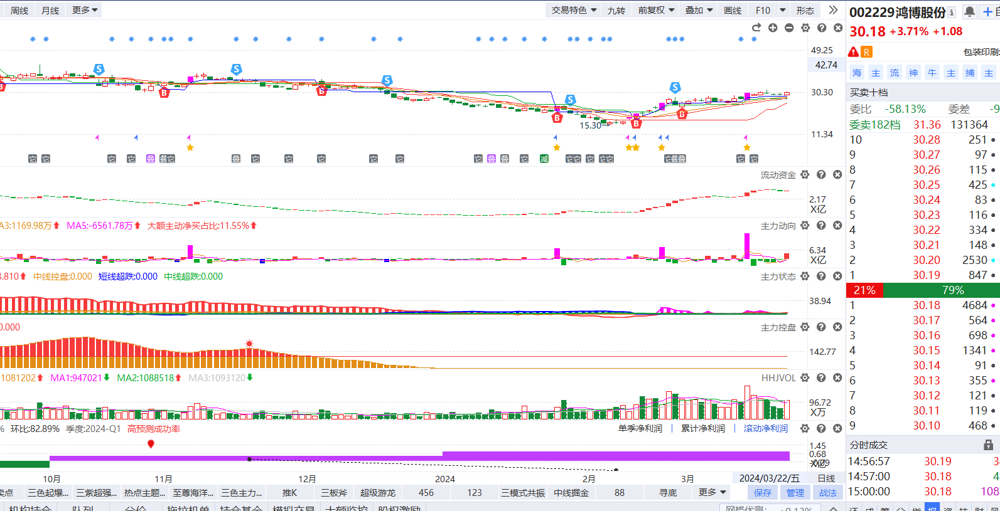 周线 月线 更多 交易特色 九转 前复权 叠加 画线 F10 形态
002229鸿博股份
30.18 +3.71% +1.08
R 包装印刷
海 主 流 神 牛 主 捕 主
49.25
42.74
30.30
11.34
15.30
S S S S S
B B B B B B
买卖十档
委比 -58.13% 委差 -9
委卖182档 31.36 131364
10 30.28 251
9 30.27 97
8 30.26 115
7 30.25 425
6 30.24 83
5 30.23 116
4 30.22 334
3 30.21 148
2 30.20 2530
1 30.19 847
21% 79%
1 30.18 4684
2 30.17 564
3 30.16 698
4 30.15 1341
5 30.14 91
6 30.13 355
7 30.12 121
8 30.11 119
9 30.10 468
流动资金
2.17
X亿
A3:1169.98万 MA5:-6561.78万 大额主动净买占比:11.55% 主力动向
6.34
X亿
3.810 中线控盘:0.000 短线超跌:0.000 中线超跌:0.000 主力状态
38.94
0.000 主力控盘
142.77
1081202 MA1:947021 MA2:1088518 MA3:1093120 HHJVOL
96.72
X万
% 环比:82.89% 季度:2024-Q1 高预测成功率 单季净利润 累计净利润 滚动净利润
1.45
0.68
X亿
10月 11月 12月 2024 2月 3月 2024/03/22/五 日线
卖点 三色起爆... 三紫超强... 热点主题... 至尊海洋... 三色主力... 推K 三板斧 超级游龙 456 123 三模式共振 中线掘金 88 寻底 更多 保存 管理 战法
机构持仓 队列 分价 拖拉机单 持仓基金 模拟交易 大额监控 股权激励 网格优测: +0.13%
分时成交
14:56:57 30.19 3
14:57:00 30.18 4
15:00:00 30.18 108